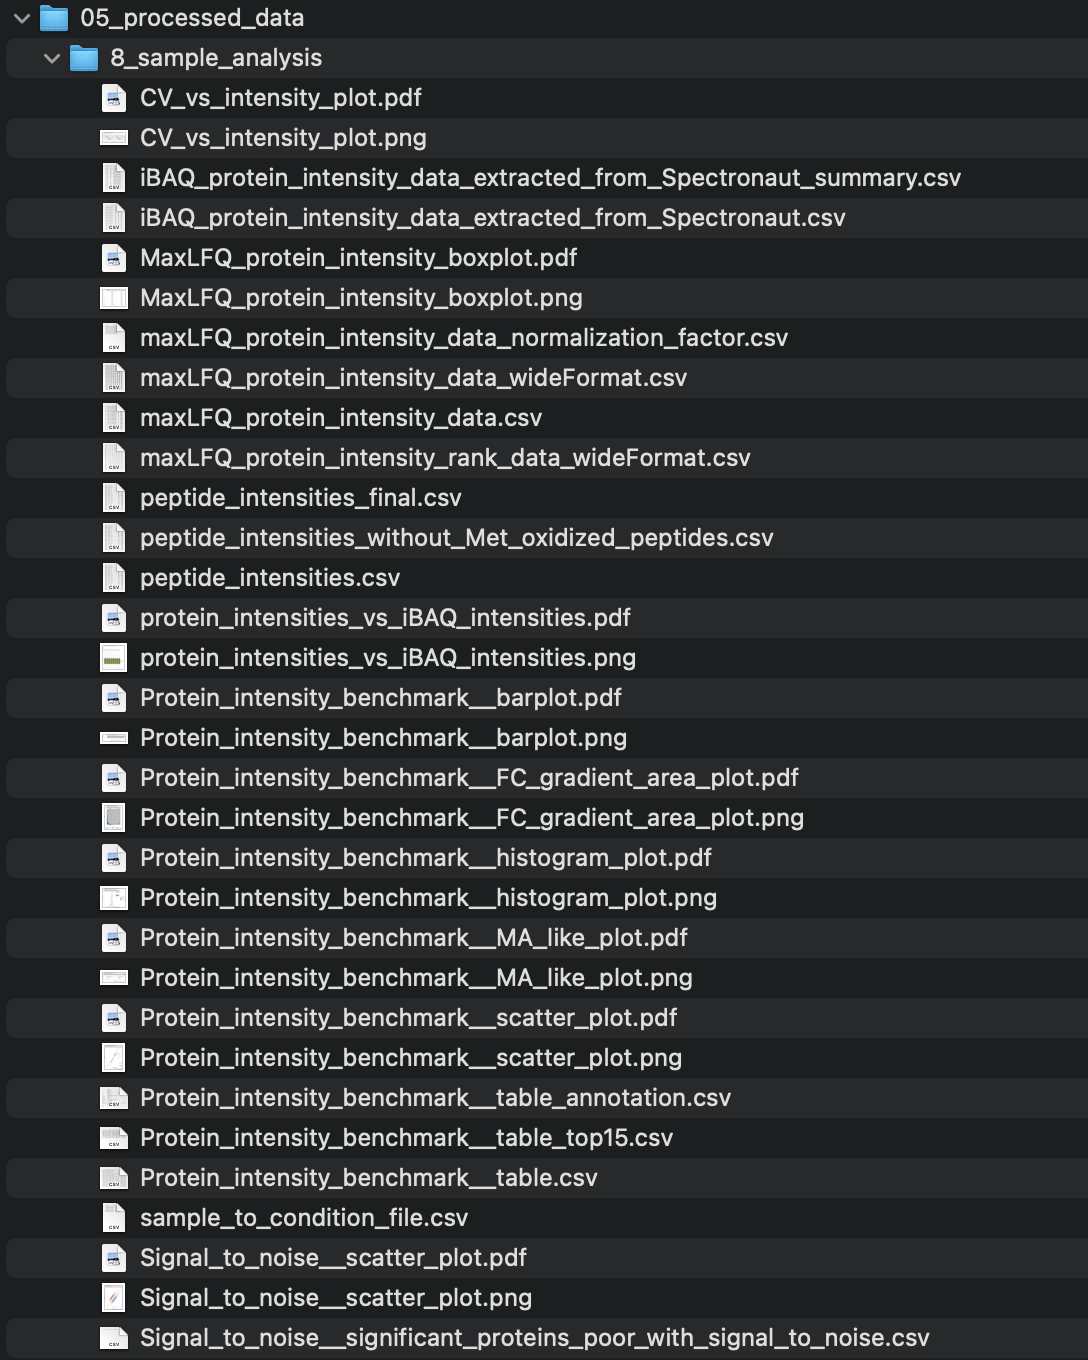 05_processed_data
8_sample_analysis
CV_vs_intensity_plot.pdf
CV_vs_intensity_plot.png
iBAQ_protein_intensity_data_extracted_from_Spectronaut_summary.csv
iBAQ_protein_intensity_data_extracted_from_Spectronaut.csv
MaxLFQ_protein_intensity_boxplot.pdf
MaxLFQ_protein_intensity_boxplot.png
maxLFQ_protein_intensity_data_normalization_factor.csv
maxLFQ_protein_intensity_data_wideFormat.csv
maxLFQ_protein_intensity_data.csv
maxLFQ_protein_intensity_rank_data_wideFormat.csv
peptide_intensities_final.csv
peptide_intensities_without_Met_oxidized_peptides.csv
peptide_intensities.csv
protein_intensities_vs_iBAQ_intensities.pdf
protein_intensities_vs_iBAQ_intensities.png
Protein_intensity_benchmark__barplot.pdf
Protein_intensity_benchmark__barplot.png
Protein_intensity_benchmark__FC_gradient_area_plot.pdf
Protein_intensity_benchmark__FC_gradient_area_plot.png
Protein_intensity_benchmark__histogram_plot.pdf
Protein_intensity_benchmark__histogram_plot.png
Protein_intensity_benchmark__MA_like_plot.pdf
Protein_intensity_benchmark__MA_like_plot.png
Protein_intensity_benchmark__scatter_plot.pdf
Protein_intensity_benchmark__scatter_plot.png
Protein_intensity_benchmark__table_annotation.csv
Protein_intensity_benchmark__table_top15.csv
Protein_intensity_benchmark__table.csv
sample_to_condition_file.csv
Signal_to_noise__scatter_plot.pdf
Signal_to_noise__scatter_plot.png
Signal_to_noise__significant_proteins_poor_with_signal_to_noise.csv